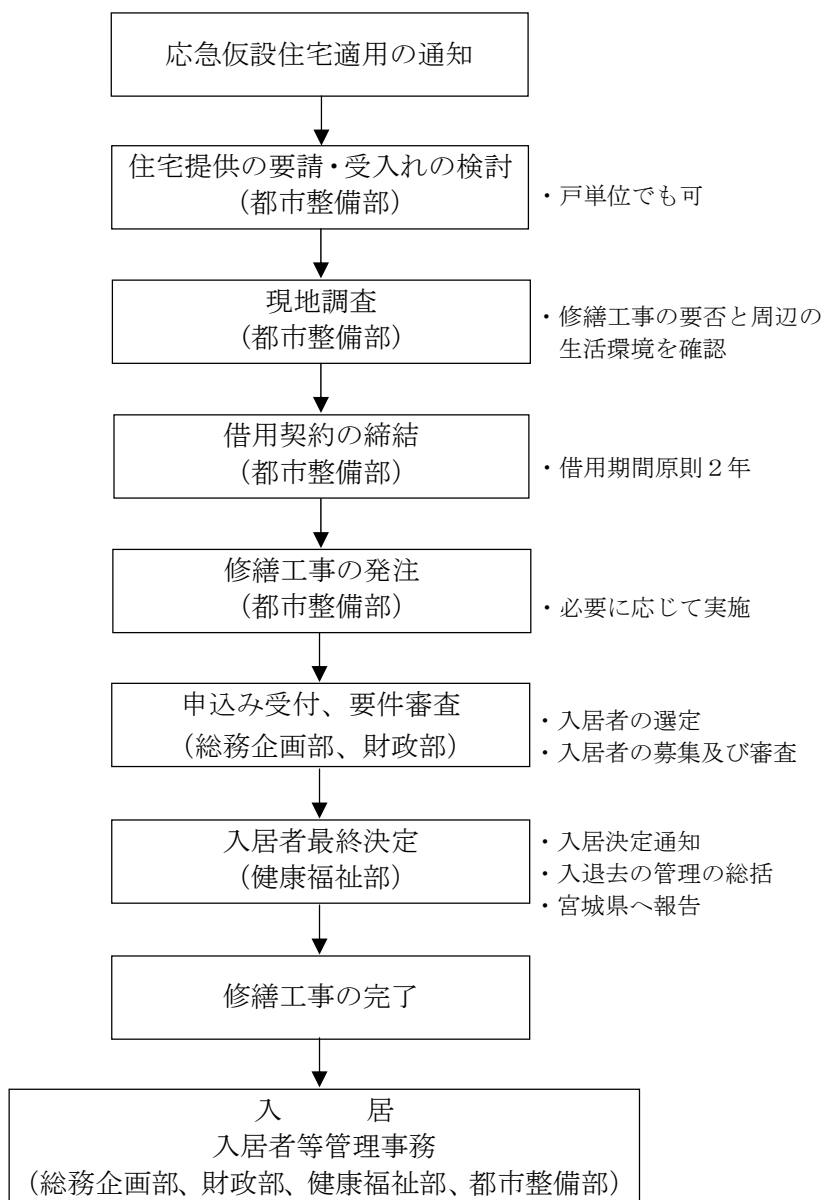 応急仮設住宅適用の通知
住宅提供の要請・受入れの検討
（都市整備部）
・戸単位でも可
現地調査
（都市整備部）
・修繕工事の要否と周辺の
生活環境を確認
借用契約の締結
（都市整備部）
・借用期間原則２年
修繕工事の発注
（都市整備部）
・必要に応じて実施
申込み受付、要件審査
（総務企画部、財政部）
・入居者の選定
・入居者の募集及び審査
入居者最終決定
（健康福祉部）
・入居決定通知
・入退去の管理の総括
・宮城県へ報告
修繕工事の完了
入　　居
入居者等管理事務
（総務企画部、財政部、健康福祉部、都市整備部）